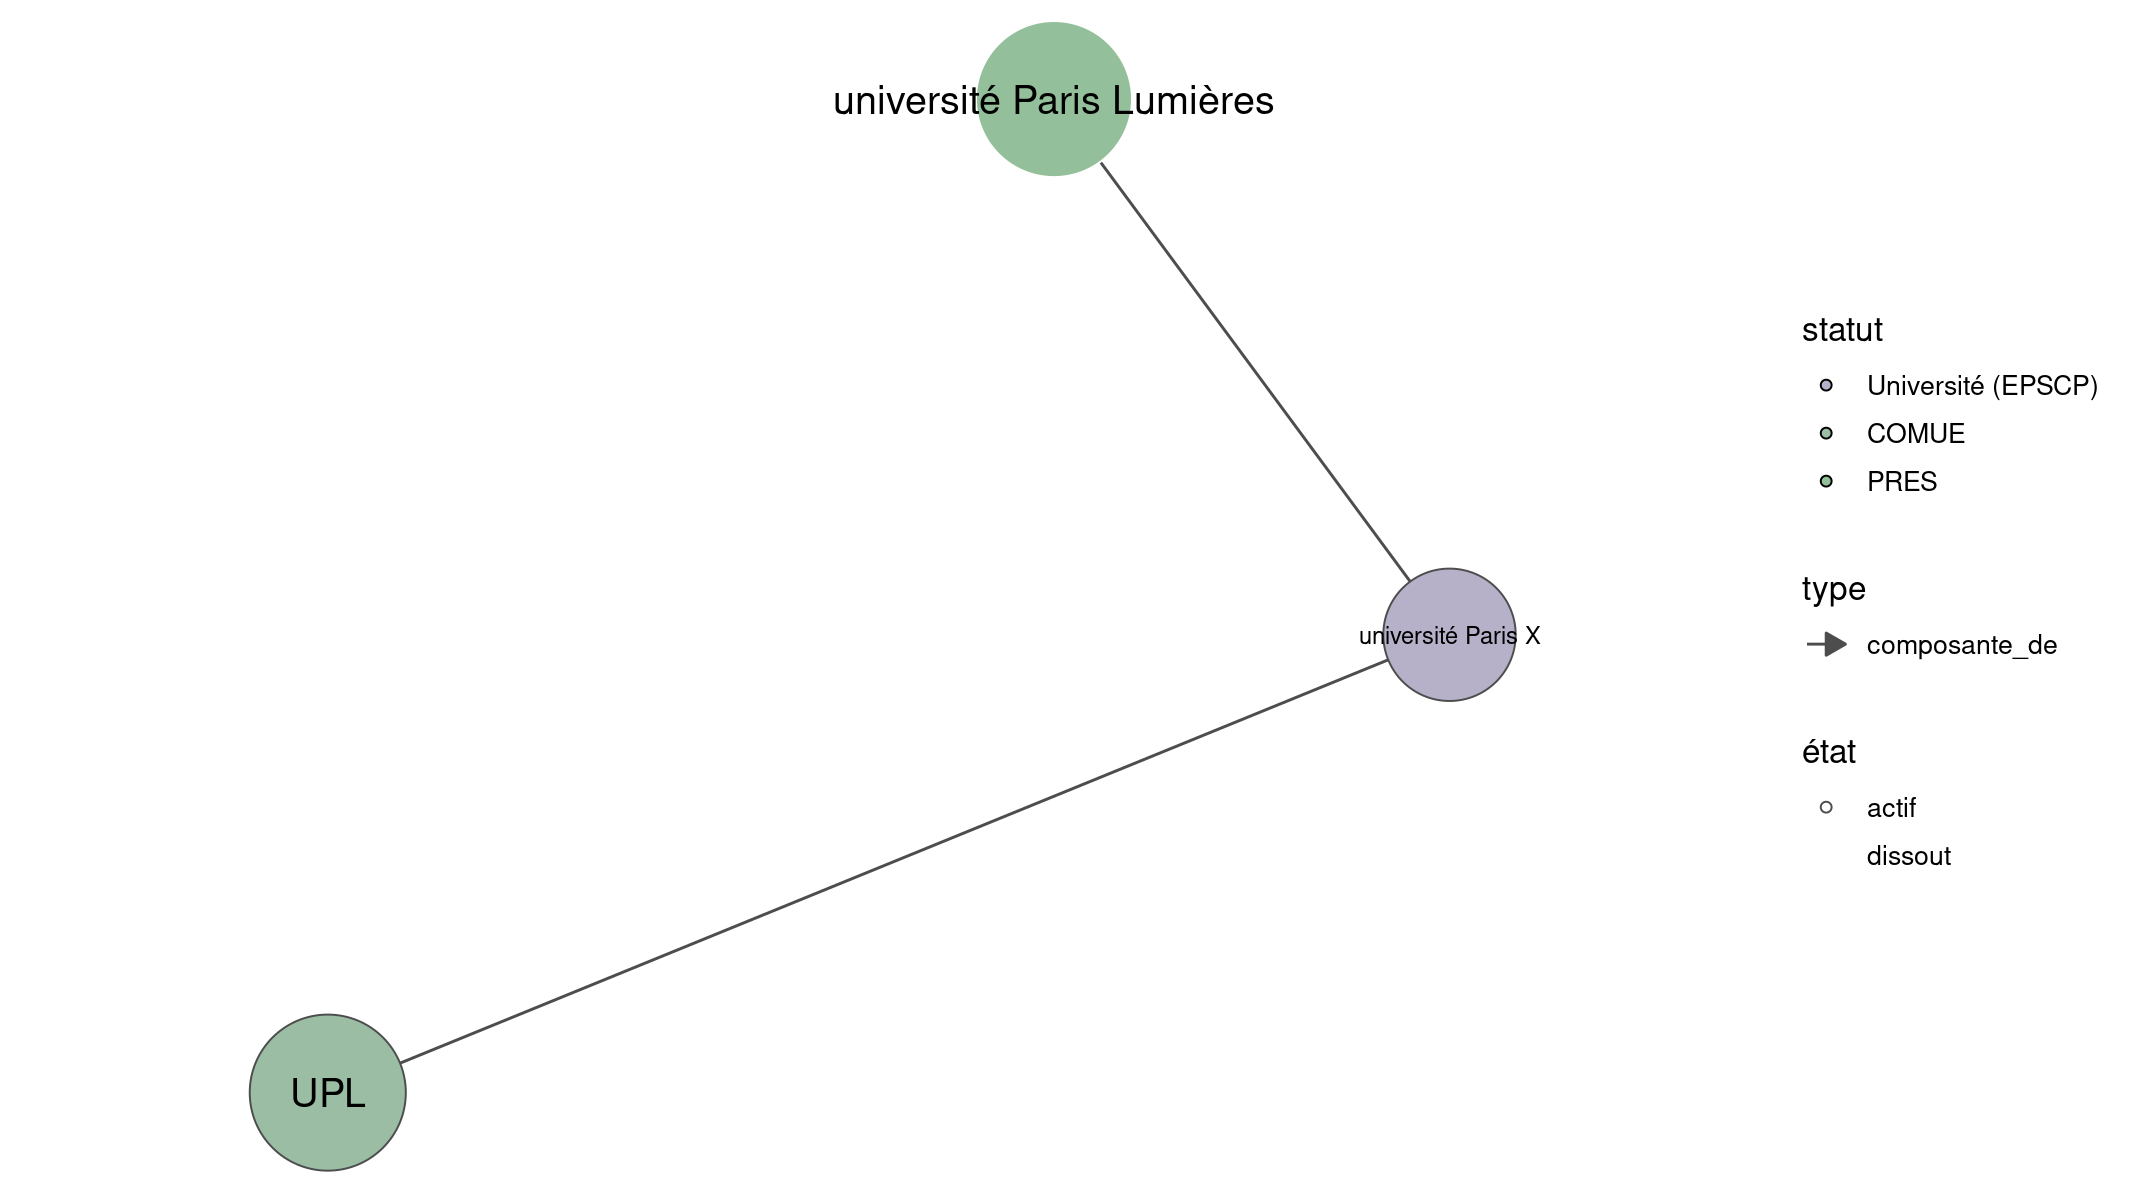 université Paris Lumières
université Paris X
UPL
statut
Université (EPSCP)
COMUE
PRES
type
composante_de
état
actif
dissout